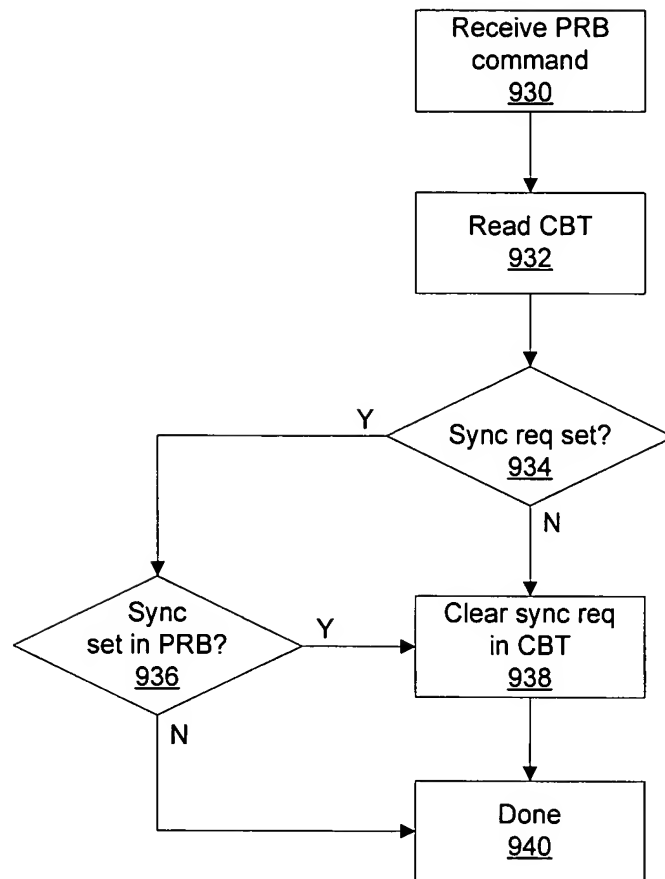 Receive PRB
command
930
Read CBT
932
Y
Sync req set?
934
N
Sync
set in PRB?
936
Y
Clear sync req
in CBT
938
N
Done
940